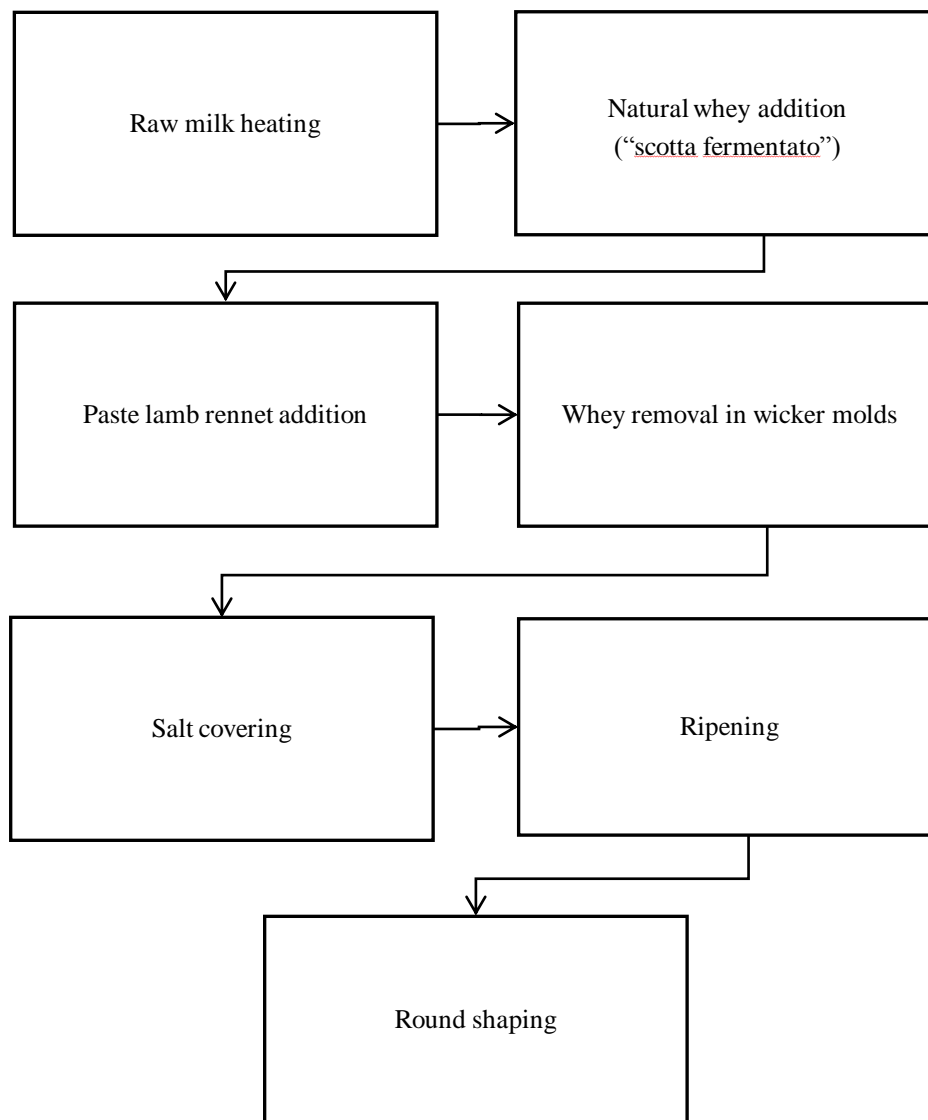 Raw milk heating
Natural whey addition
(“scotta fermentato”)
Paste lamb rennet addition
Whey removal in wicker molds
Salt covering
Ripening
Round shaping